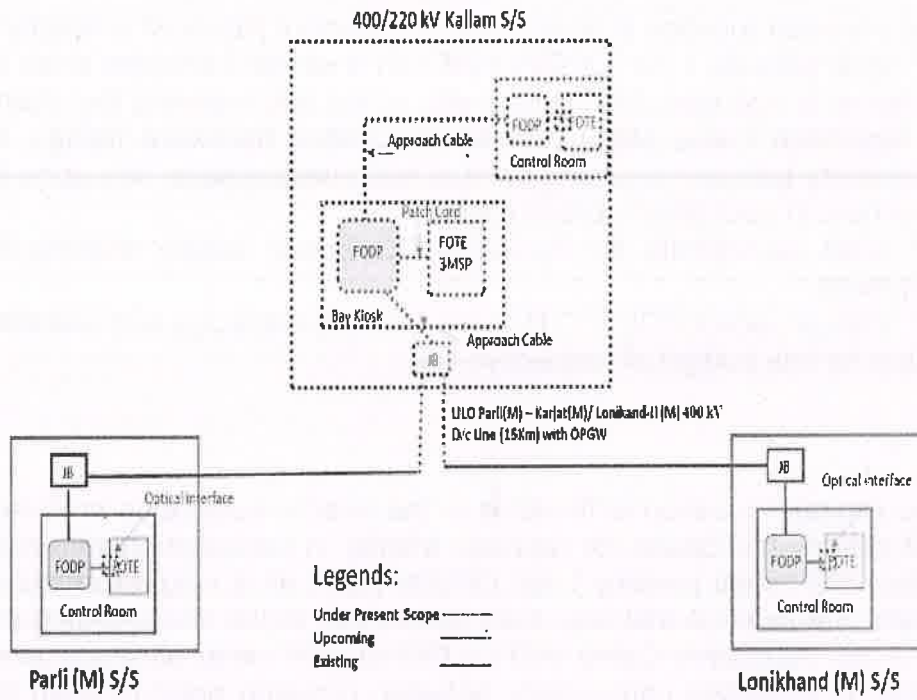 400/220 kV Kallam S/S
FODP
FOTE
Approach Cable
Control Room
Patch Cord
FODP
FOTE
3MSP
Bay Kiosk
Approach Cable
JB
LILO Parli(M) – Karjat(M)/ Lonikand-II (M) 400 kV
D/c Line (15Km) with OPGW
JB
JB
Optical interface
Optical interface
FODP
FOTE
FODP
FOTE
Control Room
Control Room
Legends:
Under Present Scope
Upcoming
Existing
Parli (M) S/S
Lonikhand (M) S/S